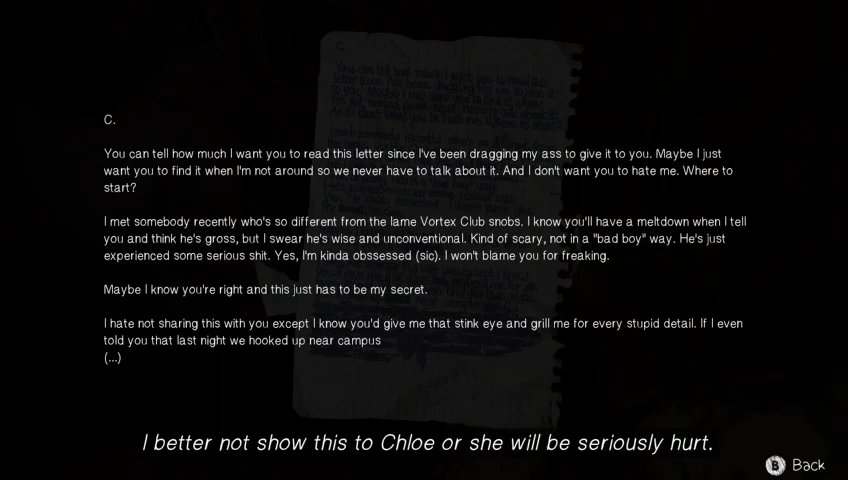 C.
You can tell how much I want you to read this letter since I've been dragging my ass to give it to you. Maybe I just
want you to find it when I'm not around so we never have to talk about it. And I don't want you to hate me. Where to
start?
I met somebody recently who's so different from the lame Vortex Club snobs. I know you'll have a meltdown when I tell
you and think he's gross, but I swear he's wise and unconventional. Kind of scary, not in a "bad boy" way. He's just
experienced some serious shit. Yes, I'm kinda obssessed (sic). I won't blame you for freaking.
Maybe I know you're right and this just has to be my secret.
I hate not sharing this with you except I know you'd give me that stink eye and grill me for every stupid detail. If I even
told you that last night we hooked up near campus
(...)
I better not show this to Chloe or she will be seriously hurt.
B Back